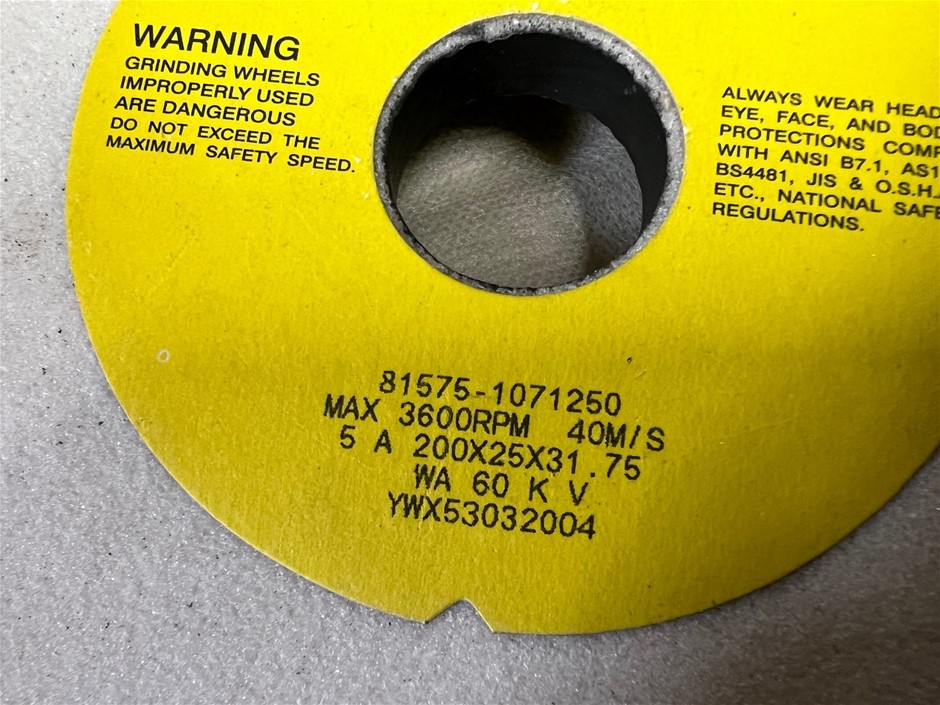 WARNING
GRINDING WHEELS
IMPROPERLY USED
ARE DANGEROUS
DO NOT EXCEED THE
MAXIMUM SAFETY SPEED.
ALWAYS WEAR HEAD,
EYE, FACE, AND
PROTECTIONS
WITH ANSI B7.1,
BS4481, JIS &
ETC., NATIONAL
REGULATIONS.
81575-1071250
MAX 3600RPM 40M/S
5 A 200X25X31.75
WA 60 K V
YWX53032004